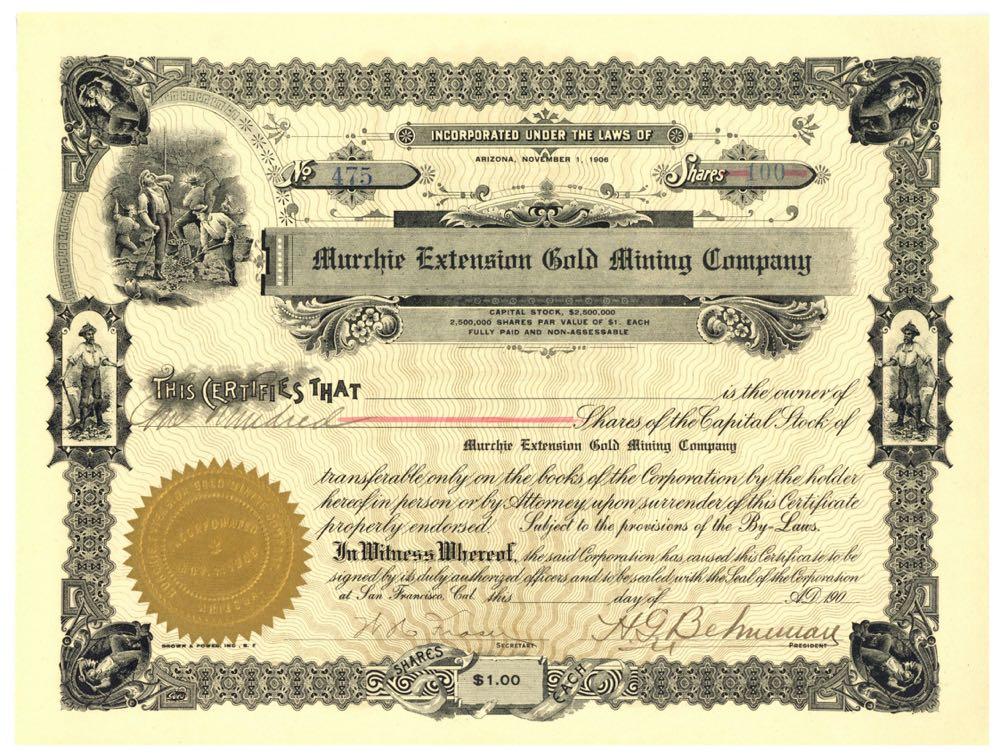 INCORPORATED UNDER THE LAWS OF
ARIZONA, NOVEMBER 1, 1906
No. 475
Shares 100
Murchie Extension Gold Mining Company
CAPITAL STOCK, $2,500,000
2,500,000 SHARES PAR VALUE OF $1. EACH
FULLY PAID AND NON-ASSESSABLE
THIS CERTIFIES THAT is the owner of
One Hundred Shares of the Capital Stock of
Murchie Extension Gold Mining Company
transferable only on the books of the Corporation by the holder
hereof in person or by Attorney upon surrender of this Certificate
properly endorsed. Subject to the provisions of the By-Laws.
In Witness Whereof, the said Corporation has caused this Certificate to be
signed by its duly authorized officers and to be sealed with the Seal of the Corporation
at San Francisco, Cal. this day of A.D. 190
SECRETARY
PRESIDENT
BROWN & POWER, INC., S. F.
SHARES $1.00 EACH